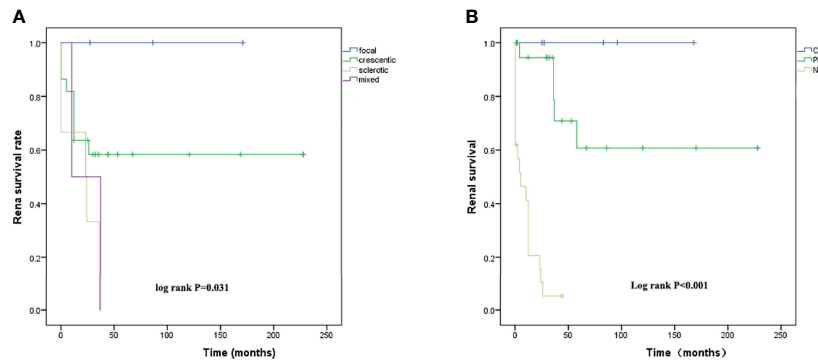 A
focal
crescentic
sclerotic
mixed
Rena survival rate
1.0
0.8
0.6
0.4
0.2
0.0
log rank P=0.031
0
50
100
150
200
250
Time (months)
B
C
P
N
Renal survival
1.0
0.8
0.6
0.4
0.2
0.0
Log rank P<0.001
0
50
100
150
200
250
Time（months）